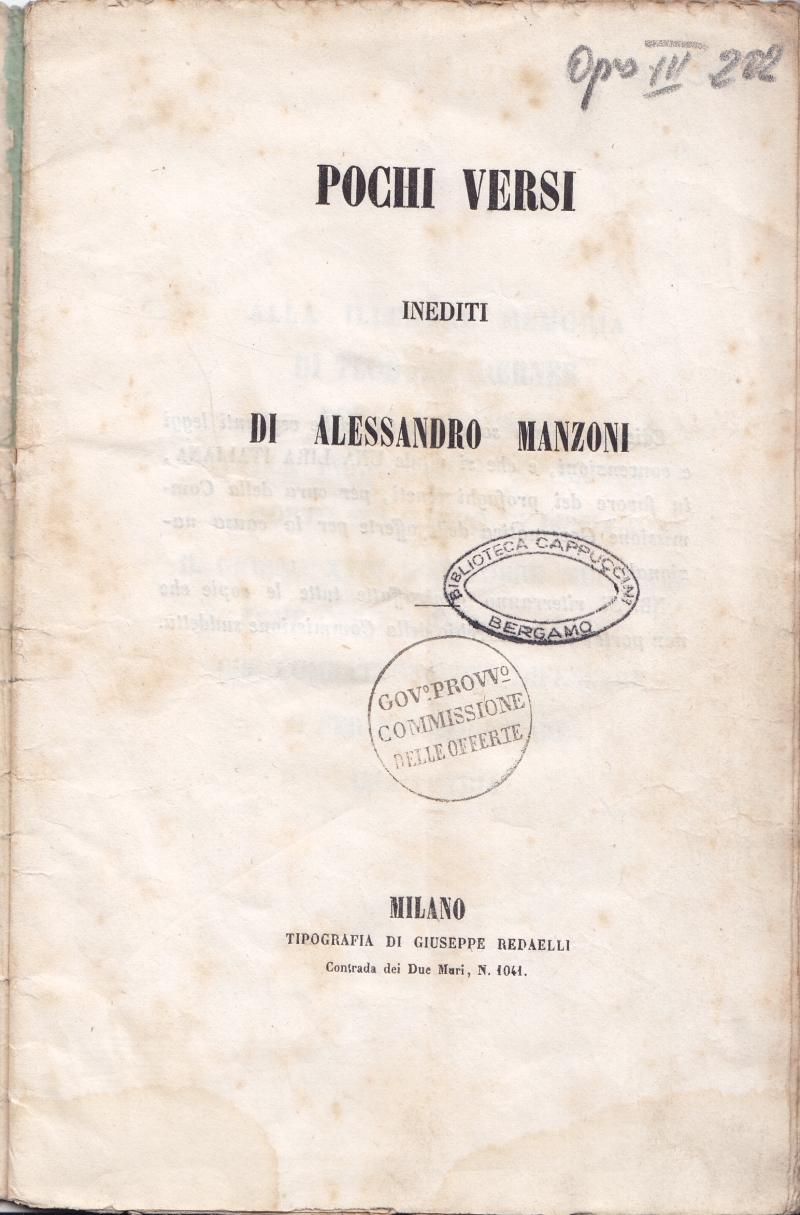 Opo III 202
POCHI VERSI
INEDITI
DI ALESSANDRO MANZONI
BIBLIOTECA CAPPUCCINI
BERGAMO
GOVº. PROVVº
COMMISSIONE
DELLE OFFERTE
MILANO
TIPOGRAFIA DI GIUSEPPE REDAELLI
Contrada dei Due Muri, N. 1041.